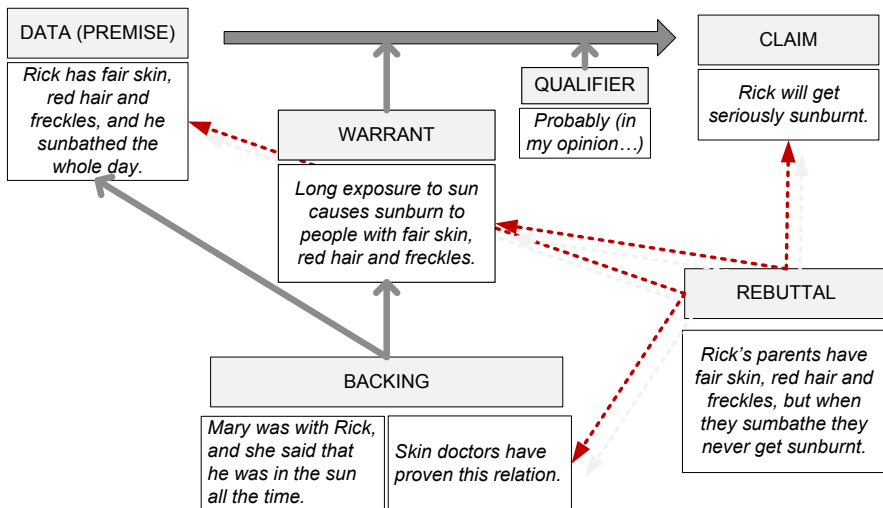 DATA (PREMISE)
Rick has fair skin,
red hair and
freckles, and he
sunbathed the
whole day.
CLAIM
Rick will get
seriously sunburnt.
QUALIFIER
Probably (in
my opinion…)
WARRANT
Long exposure to sun
causes sunburn to
people with fair skin,
red hair and freckles.
REBUTTAL
Rick’s parents have
fair skin, red hair and
freckles, but when
they sumbathe they
never get sunburnt.
BACKING
Mary was with Rick,
and she said that
he was in the sun
all the time.
Skin doctors have
proven this relation.